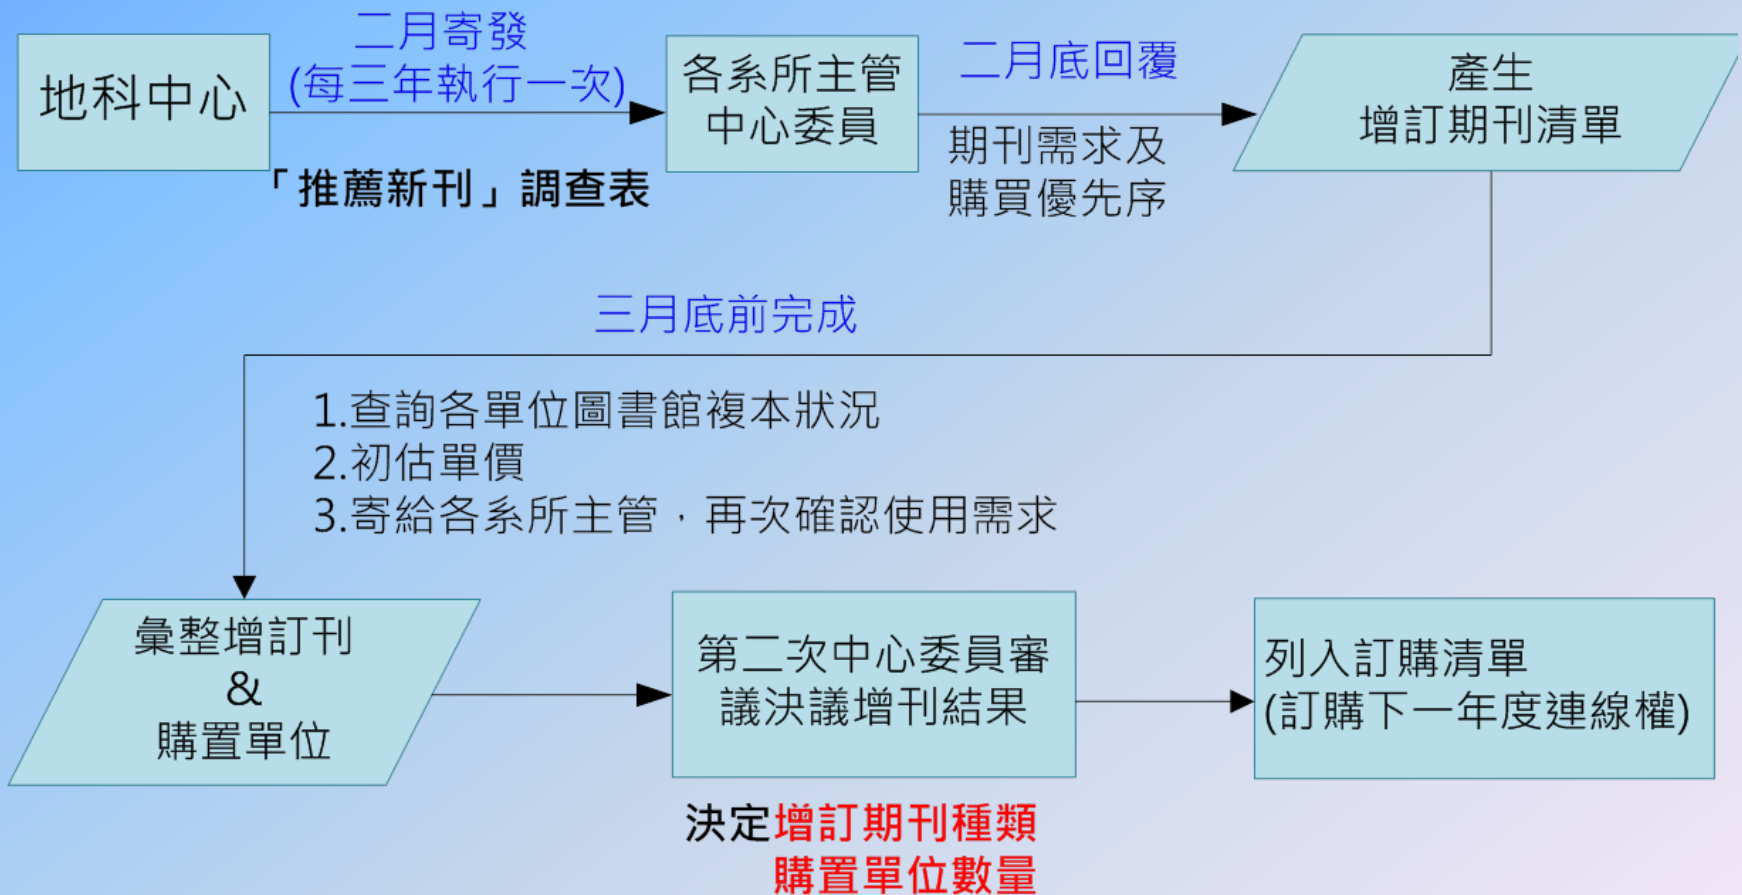 地科中心
二月寄發
(每三年執行一次)
「推薦新刊」調查表
各系所主管
中心委員
二月底回覆
期刊需求及
購買優先序
產生
增訂期刊清單
三月底前完成
1.查詢各單位圖書館複本狀況
2.初估單價
3.寄給各系所主管，再次確認使用需求
彙整增訂刊
&
購置單位
第二次中心委員審
議決議增刊結果
決定增訂期刊種類
購置單位數量
列入訂購清單
(訂購下一年度連線權)